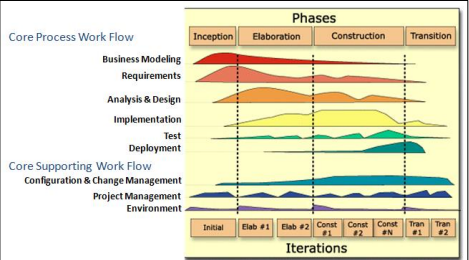 Phases
Inception Elaboration Construction Transition
Core Process Work Flow
Business Modeling
Requirements
Analysis & Design
Implementation
Test
Deployment
Core Supporting Work Flow
Configuration & Change Management
Project Management
Environment
Initial Elab #1 Elab #2 Const #1 Const #2 Const #N Tran #1 Tran #2
Iterations